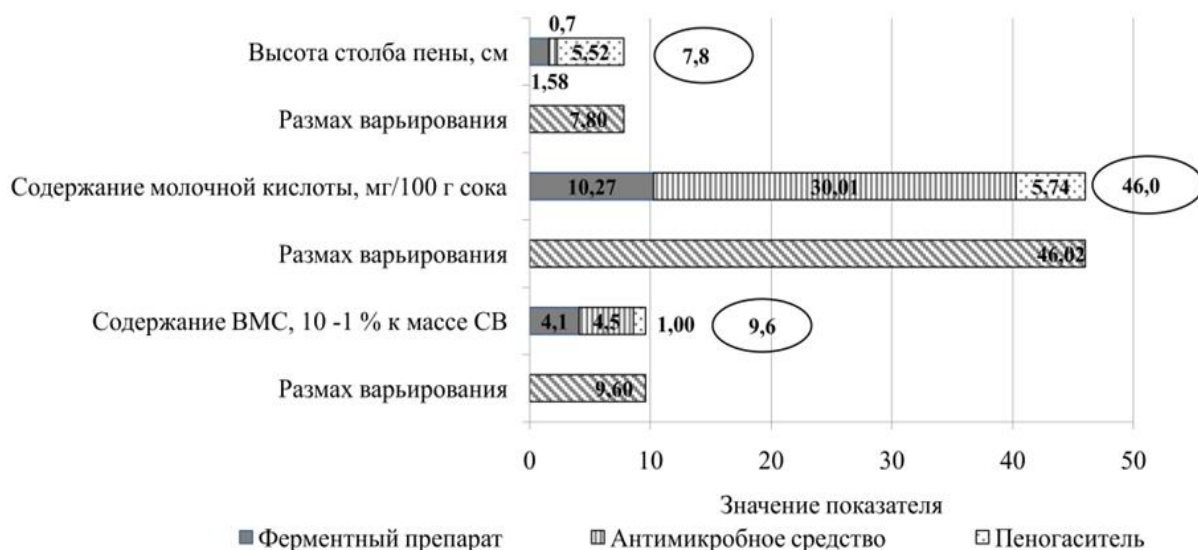 0,7
Высота столба пены, см
5,52
7,8
1,58
Размах варьирования
7,80
Содержание молочной кислоты, мг/100 г сока
10,27
30,01
5,74
46,0
Размах варьирования
46,02
Содержание ВМС, 10 -1 % к массе СВ
4,1
4,5
1,00
9,6
Размах варьирования
9,60
0 10 20 30 40 50
Значение показателя
Ферментный препарат Антимикробное средство Пеногаситель